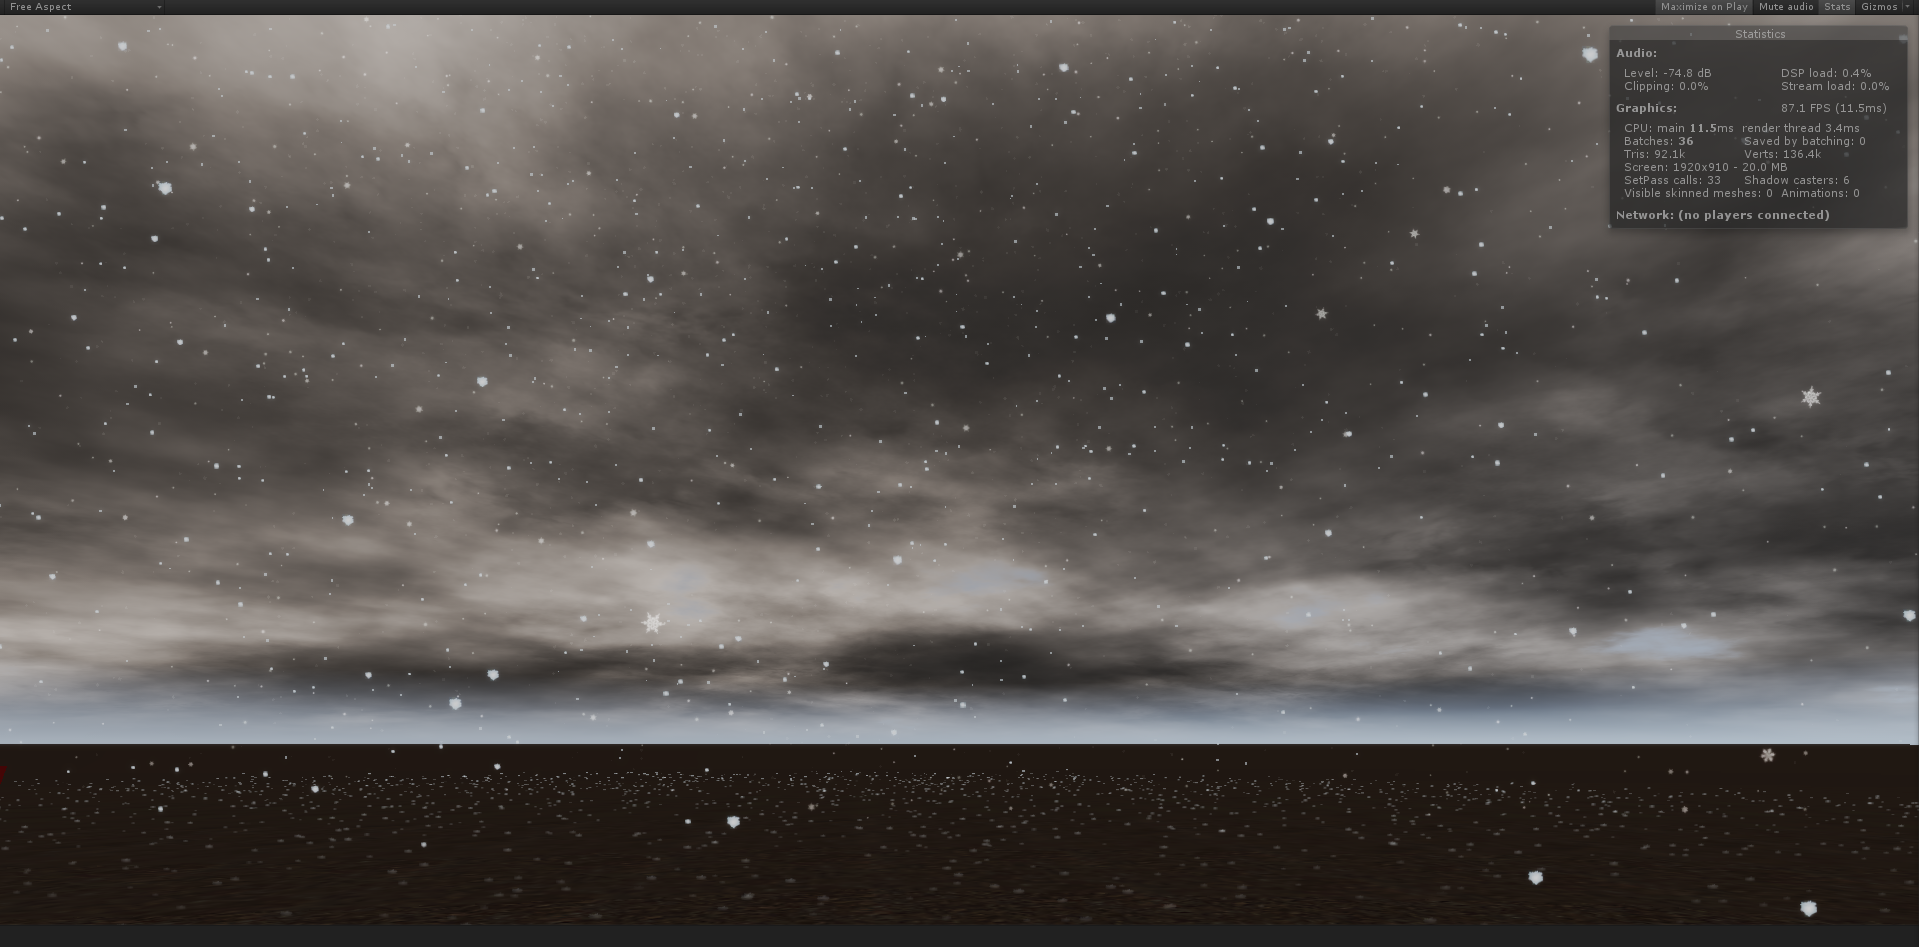 Free Aspect
Maximize on Play Mute audio Stats Gizmos
Statistics
Audio:
Level: -74.8 dB DSP load: 0.4%
Clipping: 0.0% Stream load: 0.0%
Graphics: 87.1 FPS (11.5ms)
CPU: main 11.5ms render thread 3.4ms
Batches: 36 Saved by batching: 0
Tris: 92.1k Verts: 136.4k
Screen: 1920x910 - 20.0 MB
SetPass calls: 33 Shadow casters: 6
Visible skinned meshes: 0 Animations: 0
Network: (no players connected)